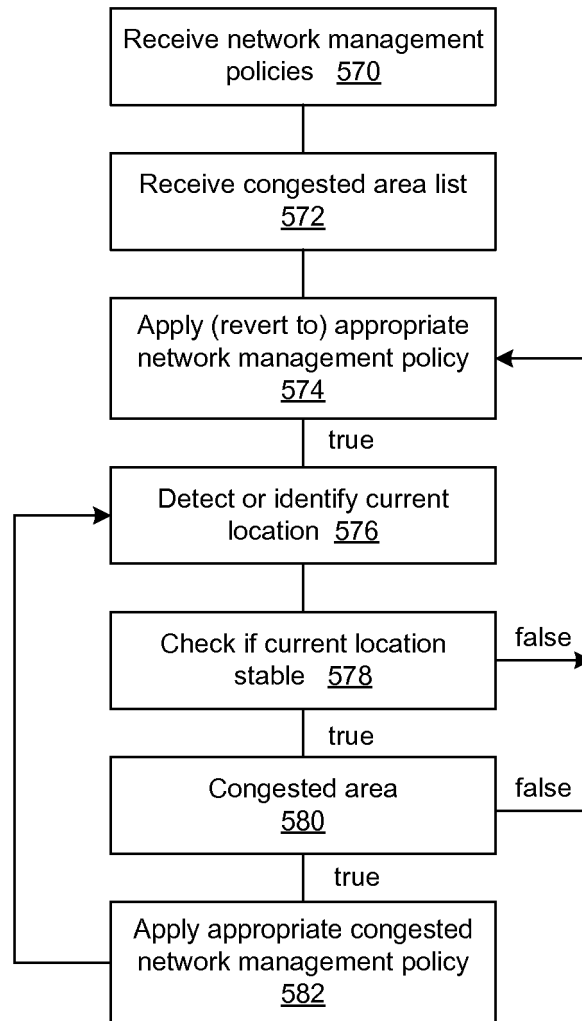 Receive network management
policies 570
Receive congested area list
572
Apply (revert to) appropriate
network management policy
574
true
Detect or identify current
location 576
Check if current location
stable 578
false
true
Congested area
580
false
true
Apply appropriate congested
network management policy
582